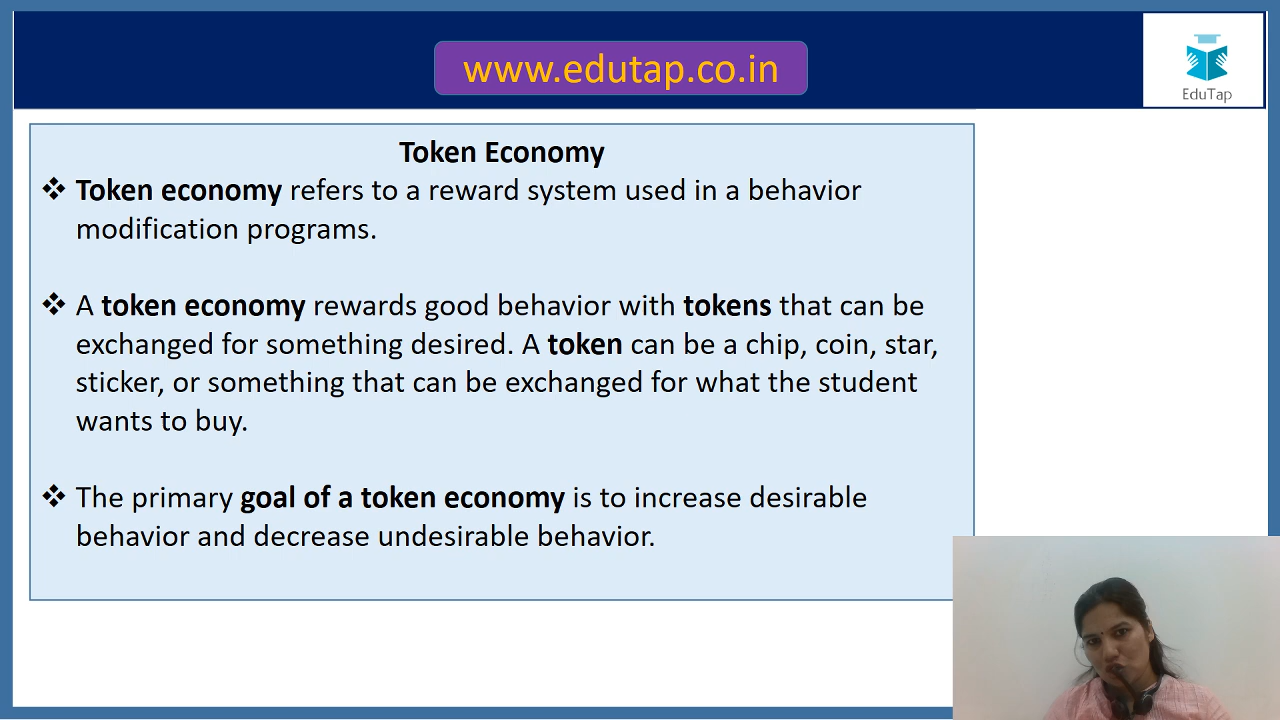 www.edutap.co.in
EduTap
Token Economy
❖ Token economy refers to a reward system used in a behavior
modification programs.
❖ A token economy rewards good behavior with tokens that can be
exchanged for something desired. A token can be a chip, coin, star,
sticker, or something that can be exchanged for what the student
wants to buy.
❖ The primary goal of a token economy is to increase desirable
behavior and decrease undesirable behavior.